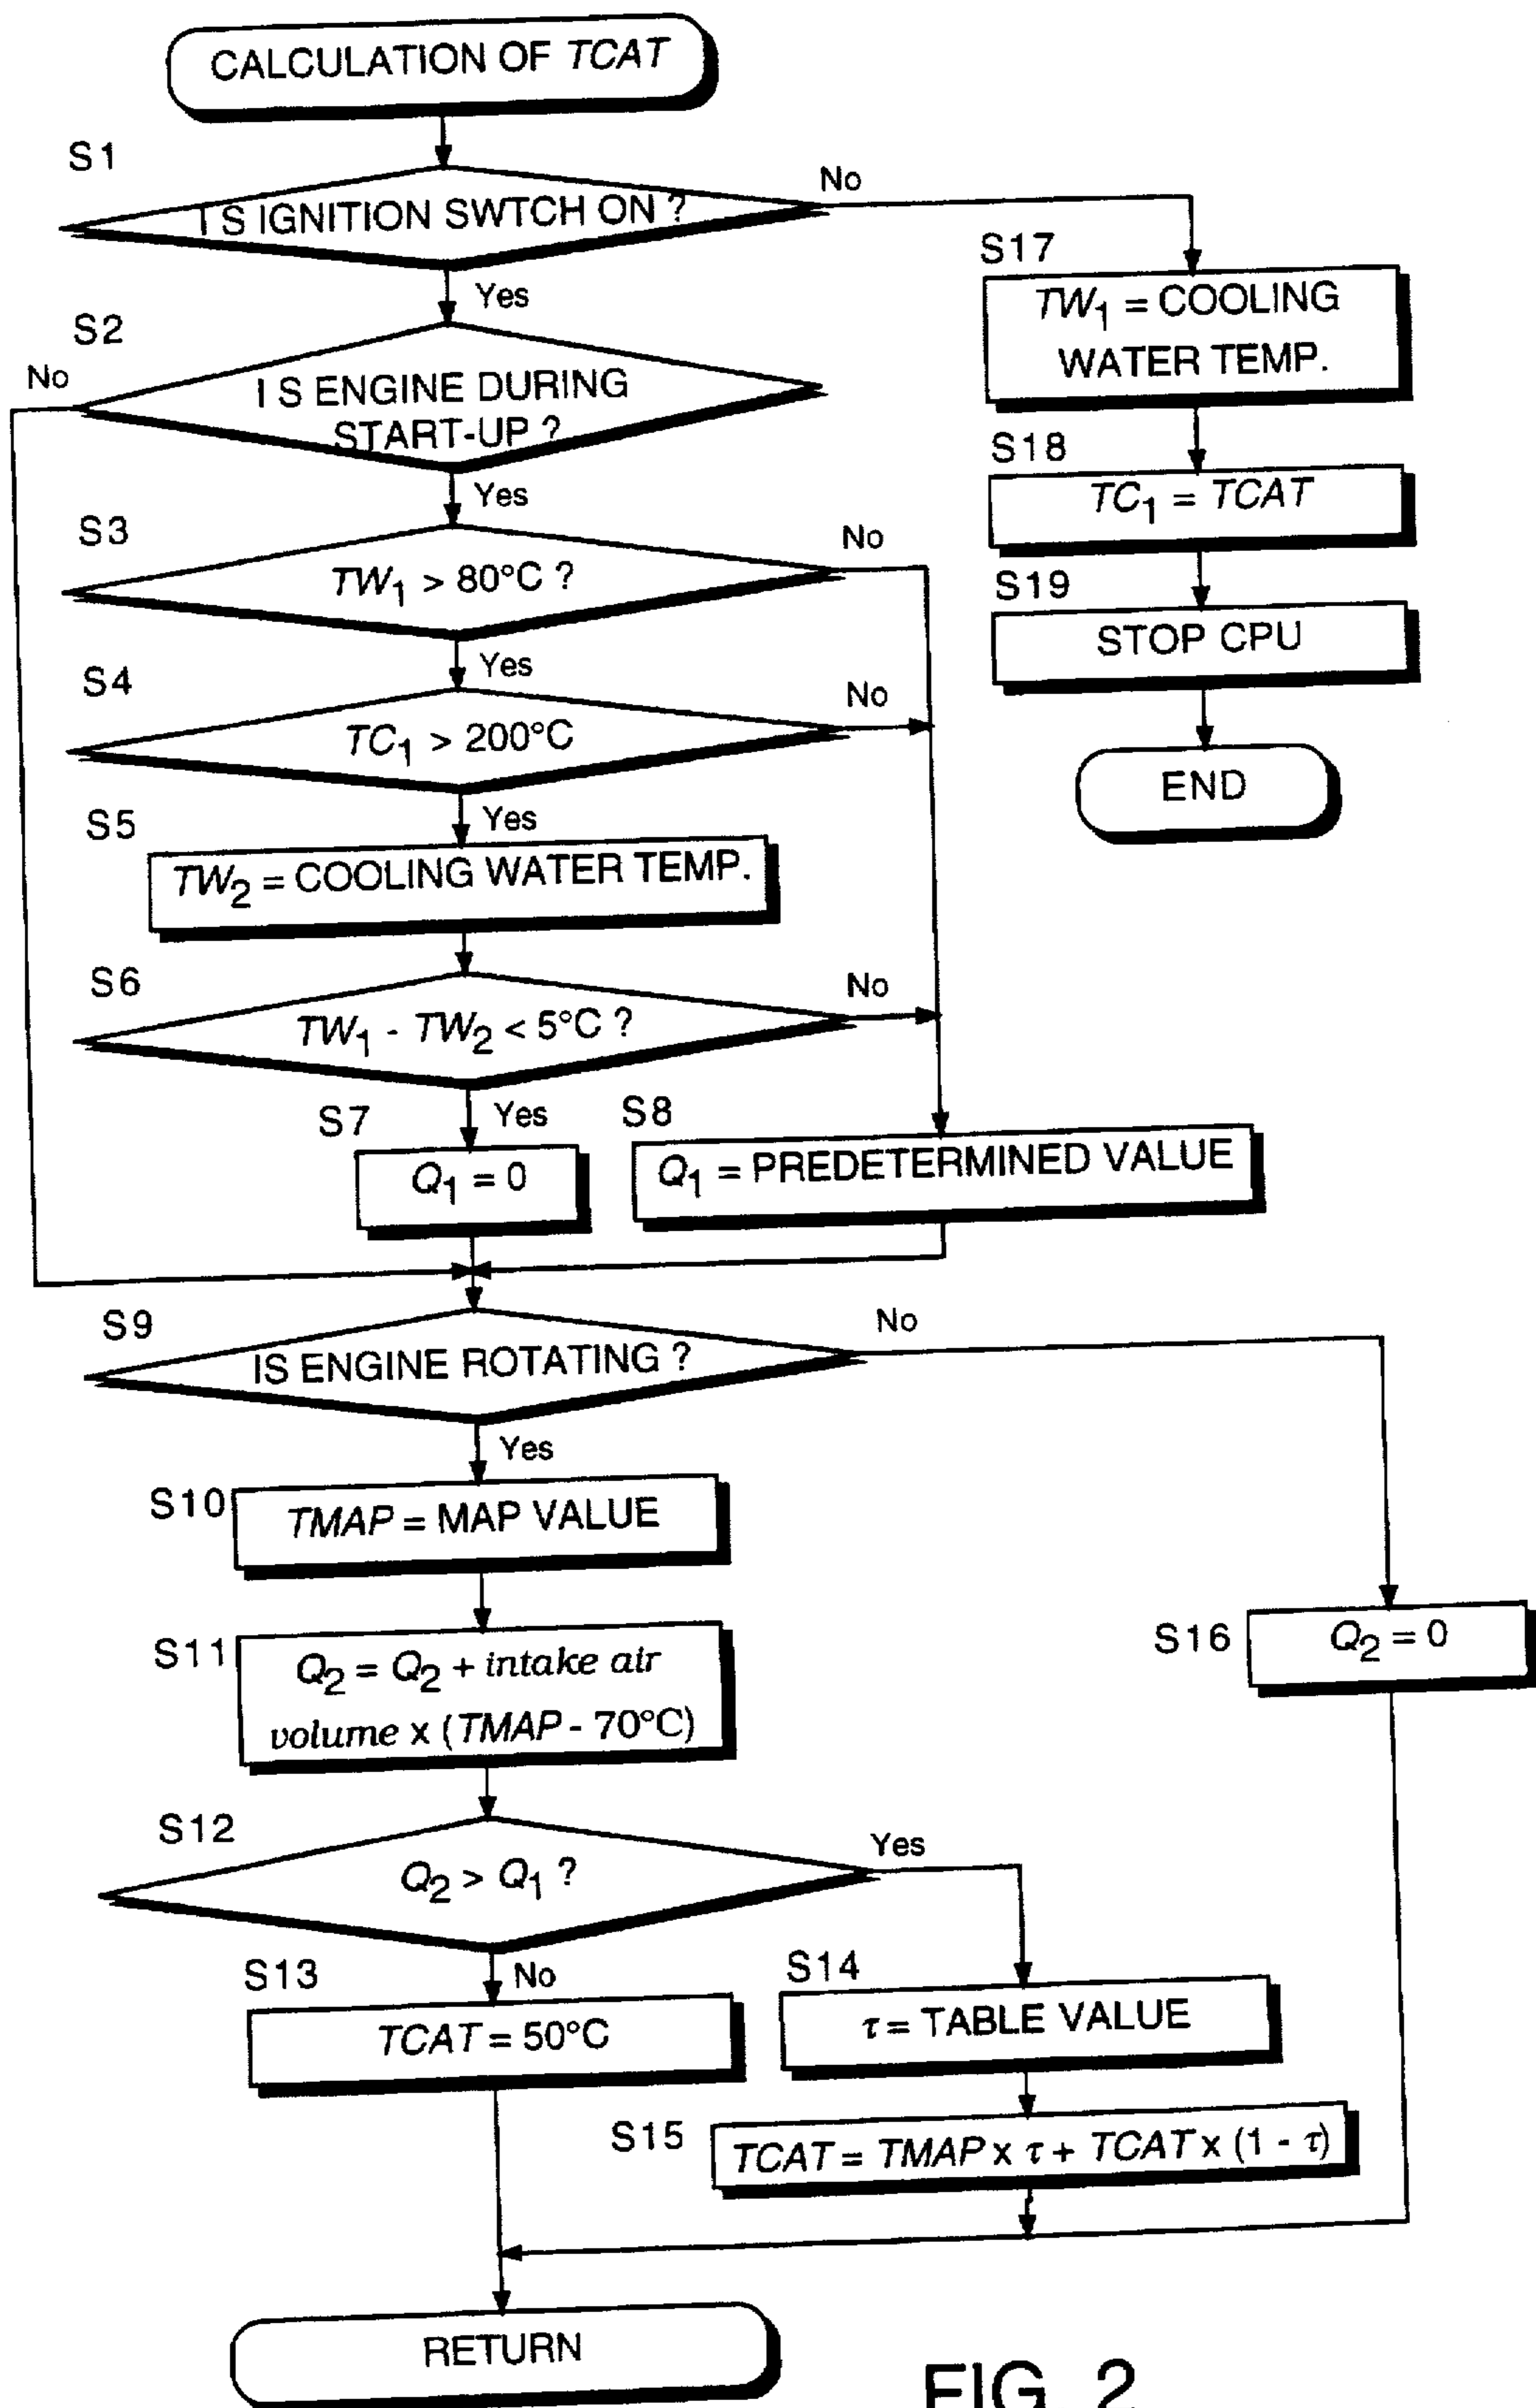 CALCULATION OF TCAT
S1
I S IGNITION SWTCH ON ?
No
Yes
S2
No
I S ENGINE DURING
START-UP ?
Yes
S3
TW₁ > 80°C ?
No
Yes
S4
TC₁ > 200°C
No
Yes
S5
TW₂ = COOLING WATER TEMP.
S6
TW₁ - TW₂ < 5°C ?
No
Yes
S7
Q₁ = 0
S8
Q₁ = PREDETERMINED VALUE
S9
IS ENGINE ROTATING ?
No
Yes
S10
TMAP = MAP VALUE
S11
Q₂ = Q₂ + intake air
volume x (TMAP - 70°C)
S12
Q₂ > Q₁ ?
Yes
No
S13
TCAT = 50°C
S14
τ = TABLE VALUE
S15
TCAT = TMAP x τ + TCAT x (1 - τ)
S16
Q₂ = 0
RETURN
S17
TW₁ = COOLING
WATER TEMP.
S18
TC₁ = TCAT
S19
STOP CPU
END
FIG. 2